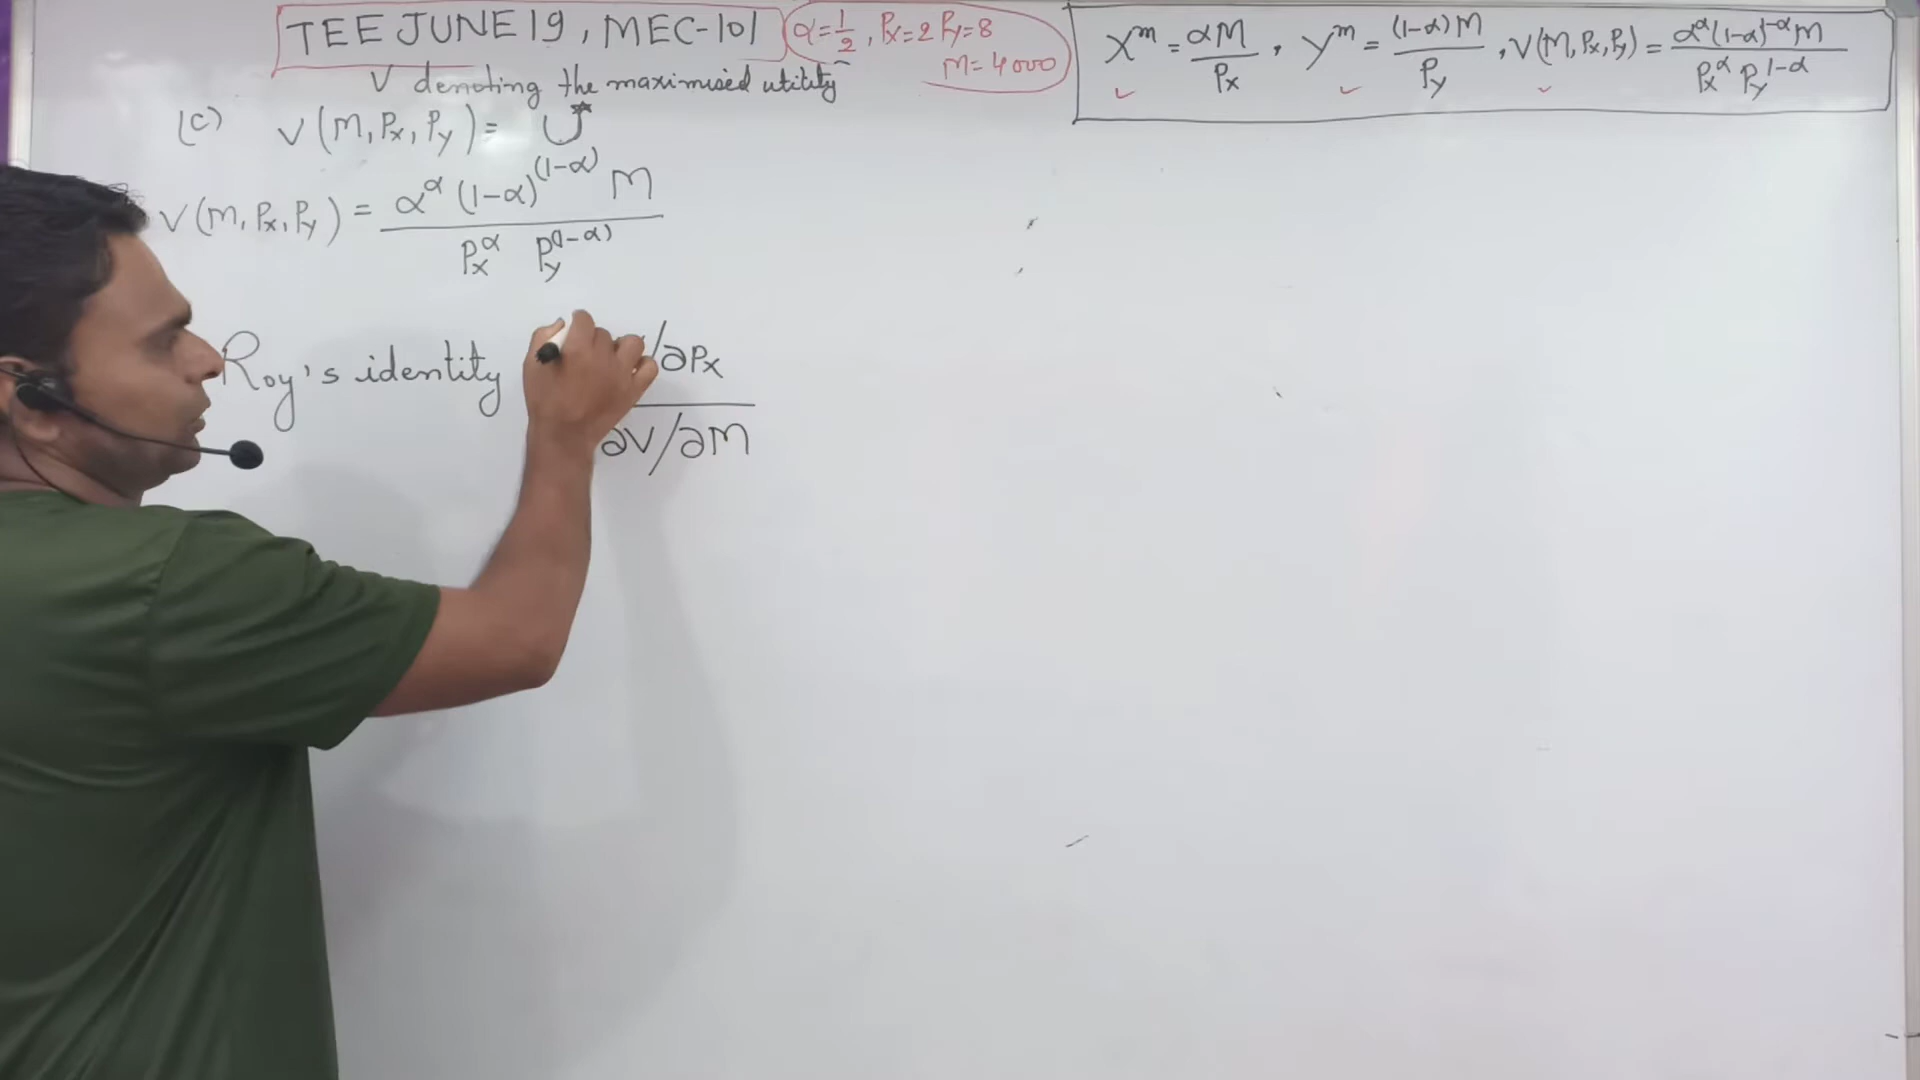 TEE JUNE 19, MEC-101
α=1/2, Px=2 Py=8
M=4000
X^m = αM/Px, Y^m = (1-α)M/Py, V(M,Px,Py) = α^α(1-α)^1-α M / Px^α Py^1-α
V denoting the maximised utility
(c) V(M,Px,Py) = U*
V(M,Px,Py) = α^α (1-α)^(1-α) M / Px^α Py^(1-α)
Roy's identity /∂Px
∂V/∂M